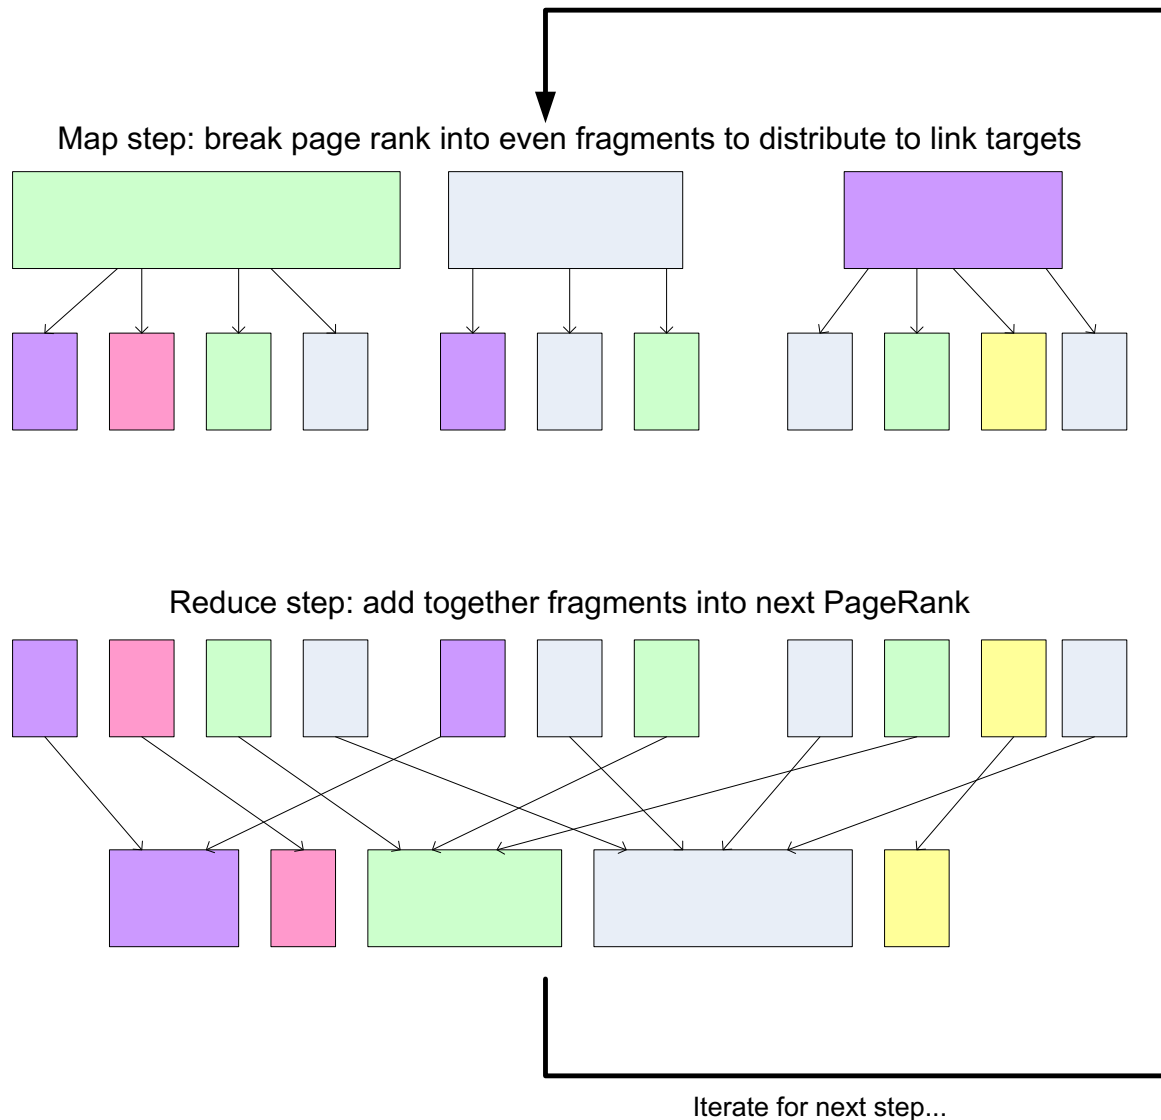 Map step: break page rank into even fragments to distribute to link targets
Reduce step: add together fragments into next PageRank
Iterate for next step...